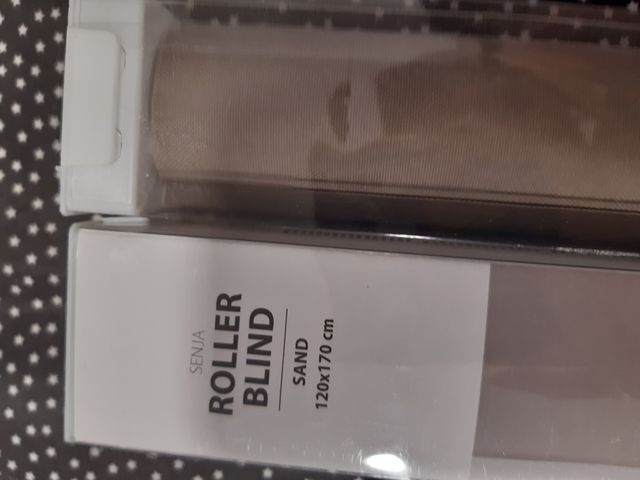 SENJA
ROLLER
BLIND
SAND
120x170 cm